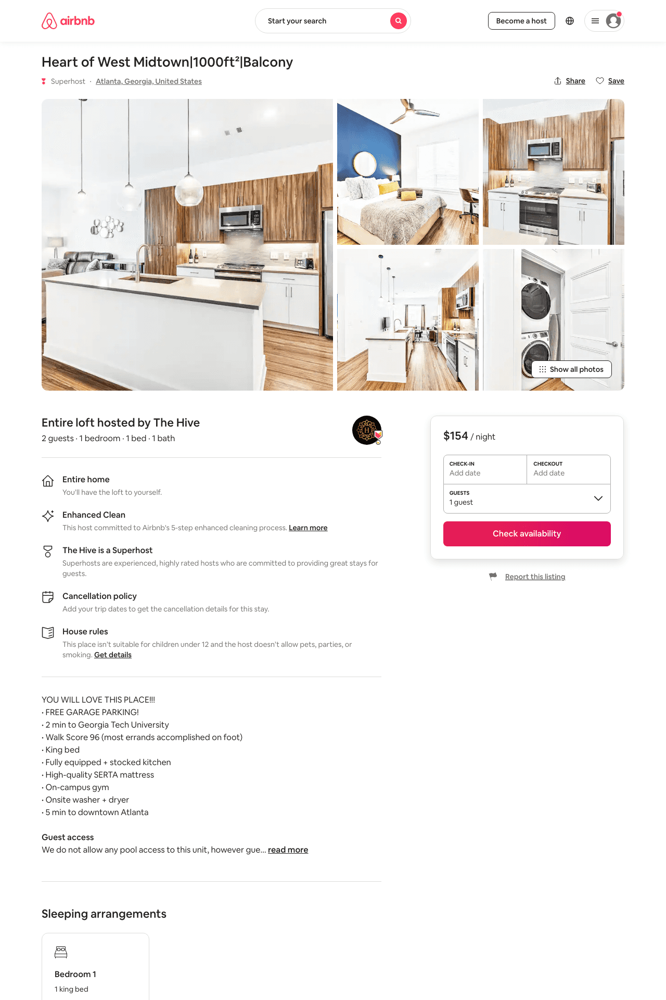 airbnb
Start your search
Become a host
Heart of West Midtown|1000ft²|Balcony
Superhost · Atlanta, Georgia, United States
Share
Save
Show all photos
Entire loft hosted by The Hive
2 guests · 1 bedroom · 1 bed · 1 bath
H
$154 / night
CHECK-IN
Add date
CHECKOUT
Add date
GUESTS
1 guest
Check availability
Report this listing
Entire home
You’ll have the loft to yourself.
Enhanced Clean
This host committed to Airbnb's 5-step enhanced cleaning process. Learn more
The Hive is a Superhost
Superhosts are experienced, highly rated hosts who are committed to providing great stays for
guests.
Cancellation policy
Add your trip dates to get the cancellation details for this stay.
House rules
This place isn’t suitable for children under 12 and the host doesn’t allow pets, parties, or
smoking. Get details
YOU WILL LOVE THIS PLACE!!!
· FREE GARAGE PARKING!
· 2 min to Georgia Tech University
· Walk Score 96 (most errands accomplished on foot)
· King bed
· Fully equipped + stocked kitchen
· High-quality SERTA mattress
· On-campus gym
· Onsite washer + dryer
· 5 min to downtown Atlanta
Guest access
We do not allow any pool access to this unit, however gue... read more
Sleeping arrangements
Bedroom 1
1 king bed